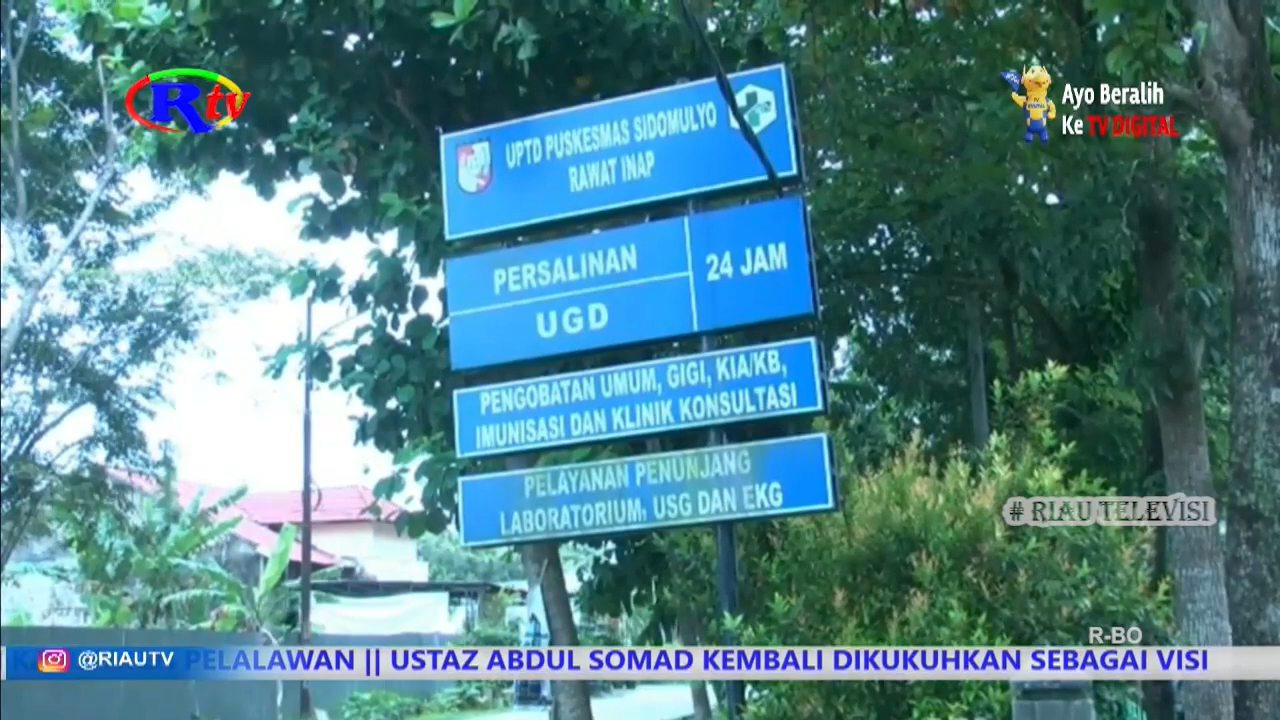 Rtv
Ayo Beralih
Ke TV DIGITAL
UPTD PUSKESMAS SIDOMULYO
RAWAT INAP
PERSALINAN
UGD
24 JAM
PENGOBATAN UMUM, GIGI, KIA/KB,
IMUNISASI DAN KLINIK KONSULTASI
PELAYANAN PENUNJANG
LABORATORIUM, USG DAN EKG
# RIAU TELEVISI
R-BO
@RIAUTV PELALAWAN || USTAZ ABDUL SOMAD KEMBALI DIKUKUHKAN SEBAGAI VISI